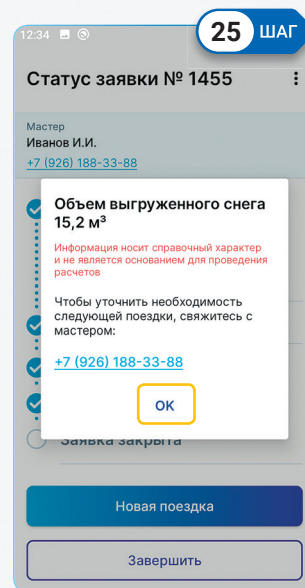 25 ШАГ
12:34
Статус заявки № 1455
Мастер
Иванов И.И.
+7 (926) 188-33-88
Объем выгруженного снега
15,2 м³
Информация носит справочный характер
и не является основанием для проведения
расчетов
Чтобы уточнить необходимость
следующей поездки, свяжитесь с
мастером:
+7 (926) 188-33-88
ОК
Заявка закрыта
Новая поездка
Завершить